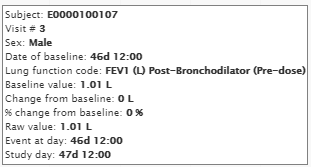 Subject: E0000100107
Visit # 3
Sex: Male
Date of baseline: 46d 12:00
Lung function code: FEV1 (L) Post-Bronchodilator (Pre-dose)
Baseline value: 1.01 L
Change from baseline: 0 L
% change from baseline: 0 %
Raw value: 1.01 L
Event at day: 46d 12:00
Study day: 47d 12:00